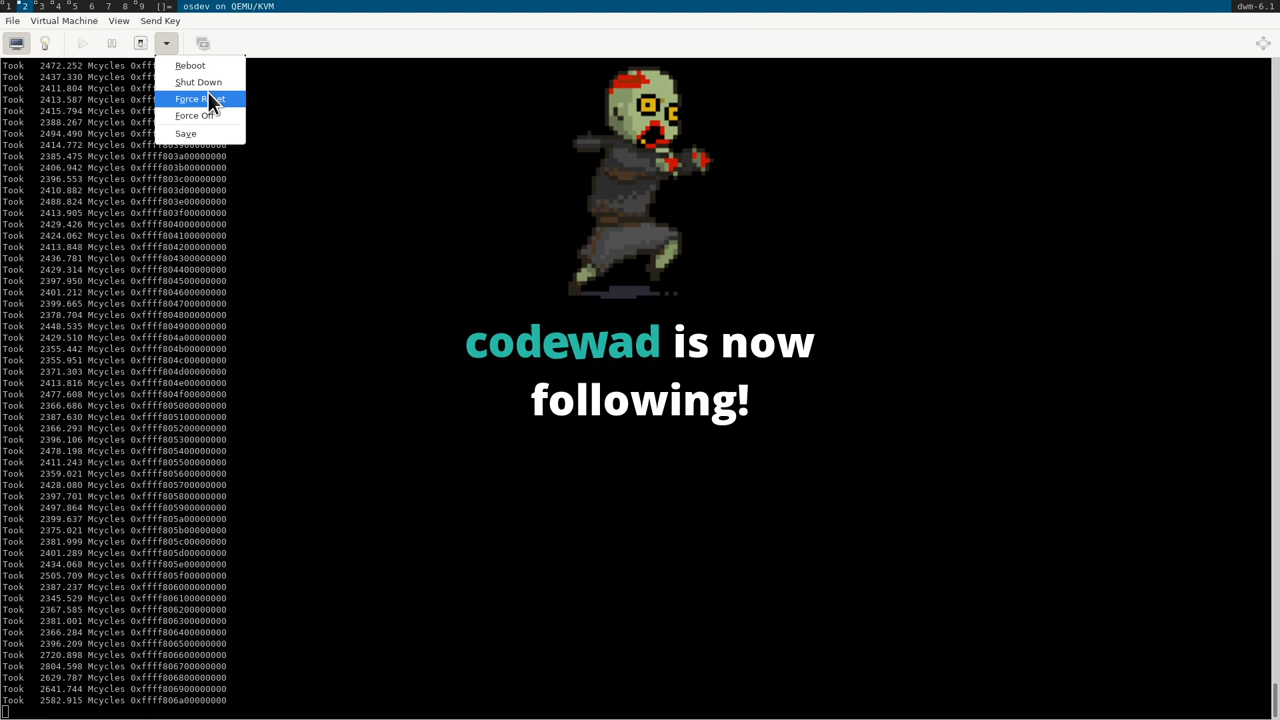 1 2 3 4 5 6 7 8 9 []= osdev on QEMU/KVM dwm-6.1
File Virtual Machine View Send Key
Reboot
Shut Down
Force Reset
Force Off
Save
Took 2472.252 Mcycles 0xfff
Took 2437.330 Mcycles 0xfff
Took 2411.804 Mcycles 0xfff
Took 2413.587 Mcycles 0xfff
Took 2415.794 Mcycles 0xfff
Took 2388.267 Mcycles 0xfff
Took 2494.490 Mcycles 0xfff
Took 2414.772 Mcycles 0xffff803900000000
Took 2385.475 Mcycles 0xffff803a00000000
Took 2406.942 Mcycles 0xffff803b00000000
Took 2396.553 Mcycles 0xffff803c00000000
Took 2410.882 Mcycles 0xffff803d00000000
Took 2488.824 Mcycles 0xffff803e00000000
Took 2413.905 Mcycles 0xffff803f00000000
Took 2429.426 Mcycles 0xffff804000000000
Took 2424.062 Mcycles 0xffff804100000000
Took 2413.848 Mcycles 0xffff804200000000
Took 2436.781 Mcycles 0xffff804300000000
Took 2429.314 Mcycles 0xffff804400000000
Took 2397.950 Mcycles 0xffff804500000000
Took 2401.212 Mcycles 0xffff804600000000
Took 2399.665 Mcycles 0xffff804700000000
Took 2378.704 Mcycles 0xffff804800000000
Took 2448.535 Mcycles 0xffff804900000000
Took 2429.510 Mcycles 0xffff804a00000000
Took 2355.442 Mcycles 0xffff804b00000000
Took 2355.951 Mcycles 0xffff804c00000000
Took 2371.303 Mcycles 0xffff804d00000000
Took 2413.816 Mcycles 0xffff804e00000000
Took 2477.608 Mcycles 0xffff804f00000000
Took 2366.686 Mcycles 0xffff805000000000
Took 2387.630 Mcycles 0xffff805100000000
Took 2366.293 Mcycles 0xffff805200000000
Took 2396.106 Mcycles 0xffff805300000000
Took 2478.198 Mcycles 0xffff805400000000
Took 2411.243 Mcycles 0xffff805500000000
Took 2359.021 Mcycles 0xffff805600000000
Took 2428.080 Mcycles 0xffff805700000000
Took 2397.701 Mcycles 0xffff805800000000
Took 2497.864 Mcycles 0xffff805900000000
Took 2399.637 Mcycles 0xffff805a00000000
Took 2375.021 Mcycles 0xffff805b00000000
Took 2381.999 Mcycles 0xffff805c00000000
Took 2401.289 Mcycles 0xffff805d00000000
Took 2434.068 Mcycles 0xffff805e00000000
Took 2505.709 Mcycles 0xffff805f00000000
Took 2387.237 Mcycles 0xffff806000000000
Took 2345.529 Mcycles 0xffff806100000000
Took 2367.585 Mcycles 0xffff806200000000
Took 2381.001 Mcycles 0xffff806300000000
Took 2366.284 Mcycles 0xffff806400000000
Took 2396.209 Mcycles 0xffff806500000000
Took 2720.898 Mcycles 0xffff806600000000
Took 2804.598 Mcycles 0xffff806700000000
Took 2629.787 Mcycles 0xffff806800000000
Took 2641.744 Mcycles 0xffff806900000000
Took 2582.915 Mcycles 0xffff806a00000000
codewad is now
following!